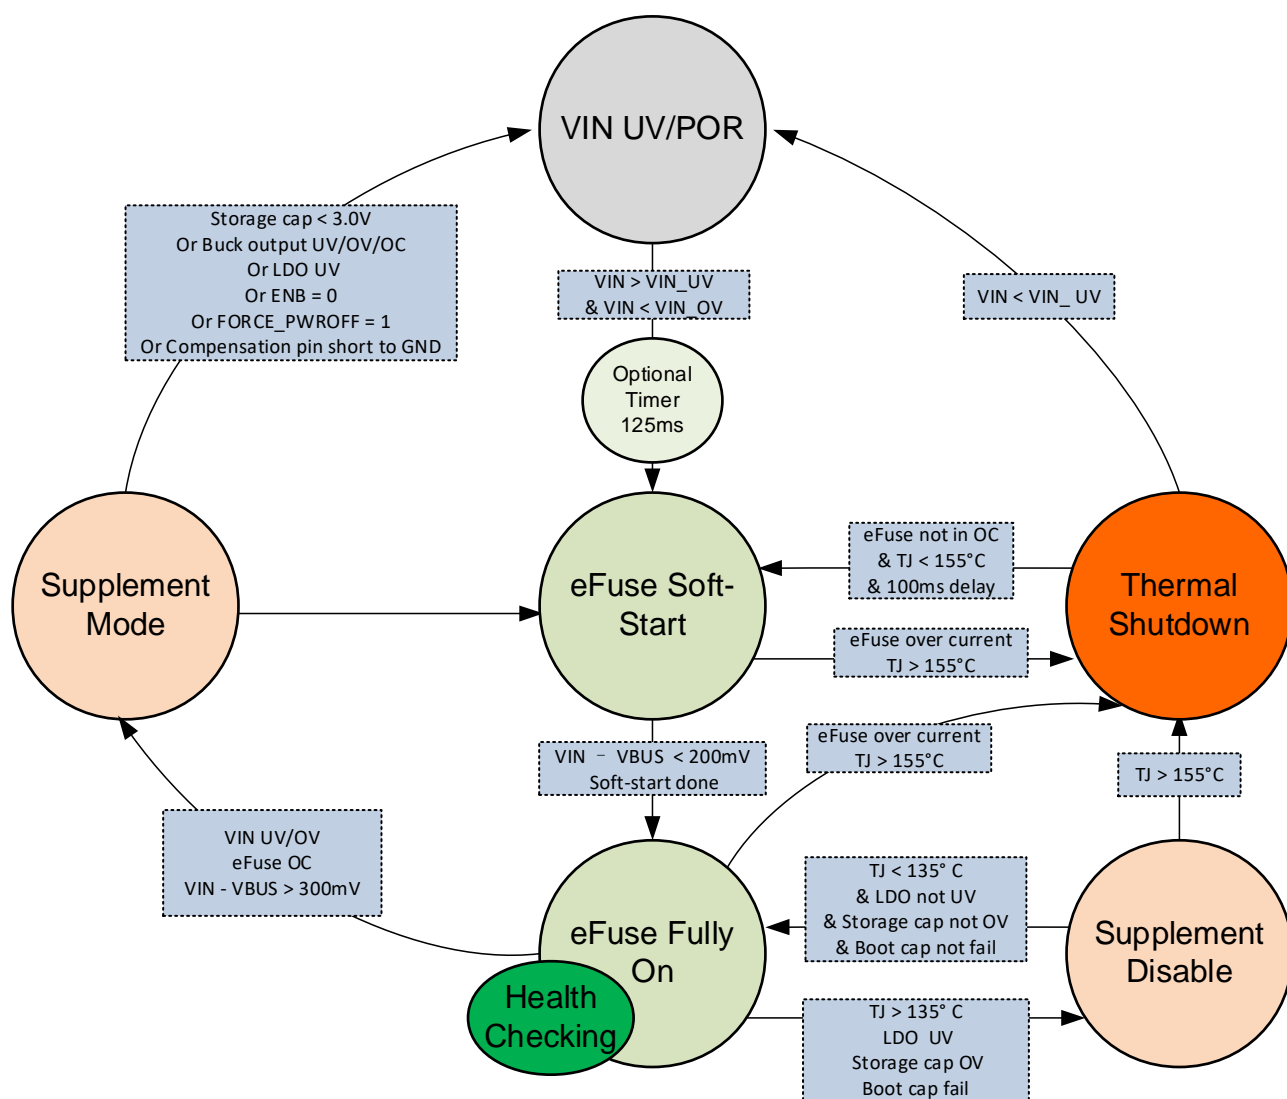 VIN UV/POR
Storage cap < 3.0V
Or Buck output UV/OV/OC
Or LDO UV
Or ENB = 0
Or FORCE_PWROFF = 1
Or Compensation pin short to GND
VIN > VIN_UV
& VIN < VIN_OV
VIN < VIN_ UV
Optional
Timer
125ms
Supplement
Mode
eFuse Soft-
Start
eFuse not in OC
& TJ < 155°C
& 100ms delay
eFuse over current
TJ > 155°C
Thermal
Shutdown
VIN - VBUS < 200mV
Soft-start done
eFuse over current
TJ > 155°C
TJ > 155°C
VIN UV/OV
eFuse OC
VIN - VBUS > 300mV
eFuse Fully
On
Health
Checking
TJ < 135° C
& LDO not UV
& Storage cap not OV
& Boot cap not fail
TJ > 135° C
LDO UV
Storage cap OV
Boot cap fail
Supplement
Disable